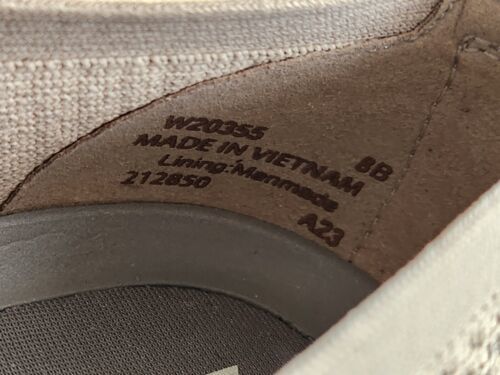 W20355 8B
MADE IN VIETNAM
Lining:Manmade
212850 A23